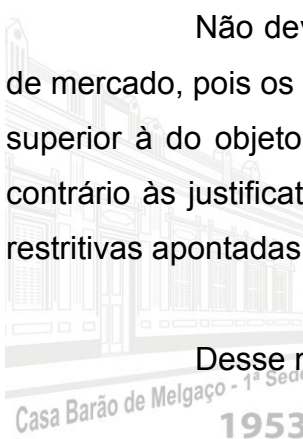 Não dev
de mercado, pois os
superior à do objeto
contrário às justificat
restritivas apontadas
Desse
Casa Barão de Melgaço - 1ª Sede
1953